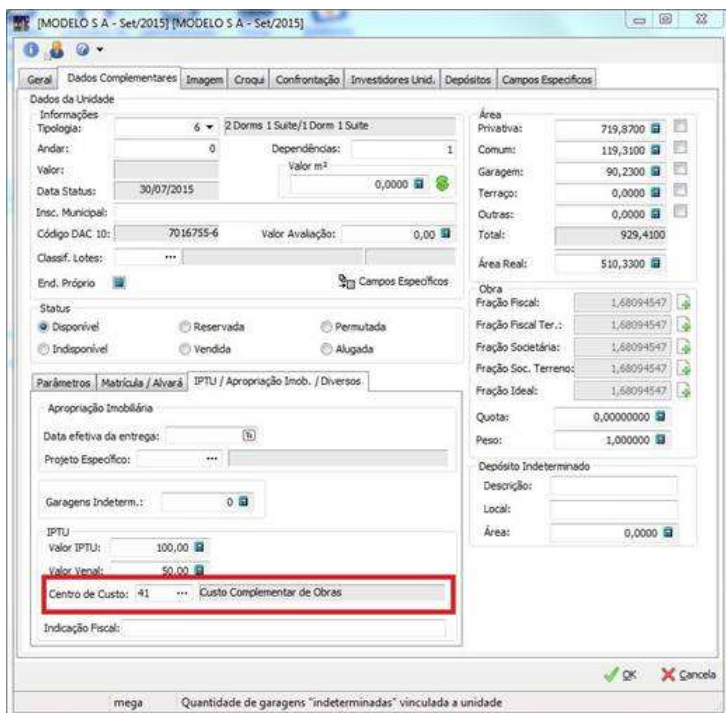 [MODELO S A - Set/2015] [MODELO S A - Set/2015]
Geral Dados Complementares Imagem Croqui Confrontação Investidores Unid. Depósitos Campos Específicos
Dados da Unidade
Informações
Tipologia: 6 2 Dorms 1 Suite/1 Dorm 1 Suite
Andar: 0 Dependências: 1
Valor: Valor m²
0,0000
Data Status: 30/07/2015
Insc. Municipal:
Código DAC 10: 7016755-6 Valor Avaliação: 0,00
Classif. Lotes: ...
End. Próprio Campos Específicos
Status
Disponível Reservada Permutada
Indisponível Vendida Alugada
Parâmetros Matrícula / Alvará IPTU / Apropriação Imob. / Diversos
Apropriação Imobiliária
Data efetiva da entrega:
Projeto Específico: ...
Garagens Indeterm.: 0
IPTU
Valor IPTU: 100,00
Valor Venal: 50,00
Centro de Custo: 41 ... Custo Complementar de Obras
Indicação Fiscal:
Área
Privativa: 719,8700
Comum: 119,3100
Garagem: 90,2300
Terraço: 0,0000
Outras: 0,0000
Total: 929,4100
Área Real: 510,3300
Obra
Fração Fiscal: 1,68094547
Fração Fiscal Ter.: 1,68094547
Fração Societária: 1,68094547
Fração Soc. Terreno: 1,68094547
Fração Ideal: 1,68094547
Quota: 0,00000000
Peso: 1,000000
Depósito Indeterminado
Descrição:
Local:
Área: 0,0000
OK Cancela
mega Quantidade de garagens "indeterminadas" vinculada a unidade